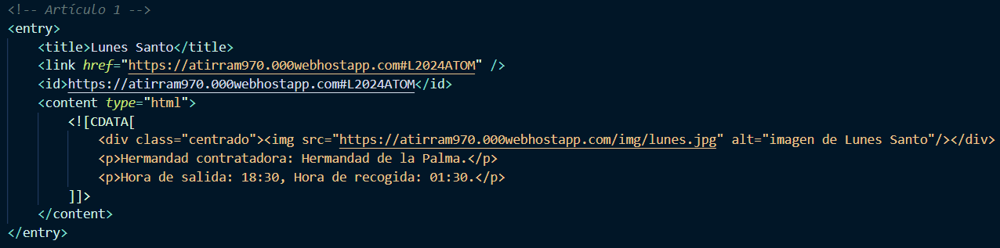 <!-- Artículo 1 -->
<entry>
<title>Lunes Santo</title>
<link href="https://atirram970.000webhostapp.com#L2024ATOM" />
<id>https://atirram970.000webhostapp.com#L2024ATOM</id>
<content type="html">
<![CDATA[
<div class="centrado"><img src="https://atirram970.000webhostapp.com/img/lunes.jpg" alt="imagen de Lunes Santo"/></div>
<p>Hermandad contratadora: Hermandad de la Palma.</p>
<p>Hora de salida: 18:30, Hora de recogida: 01:30.</p>
]]>
</content>
</entry>